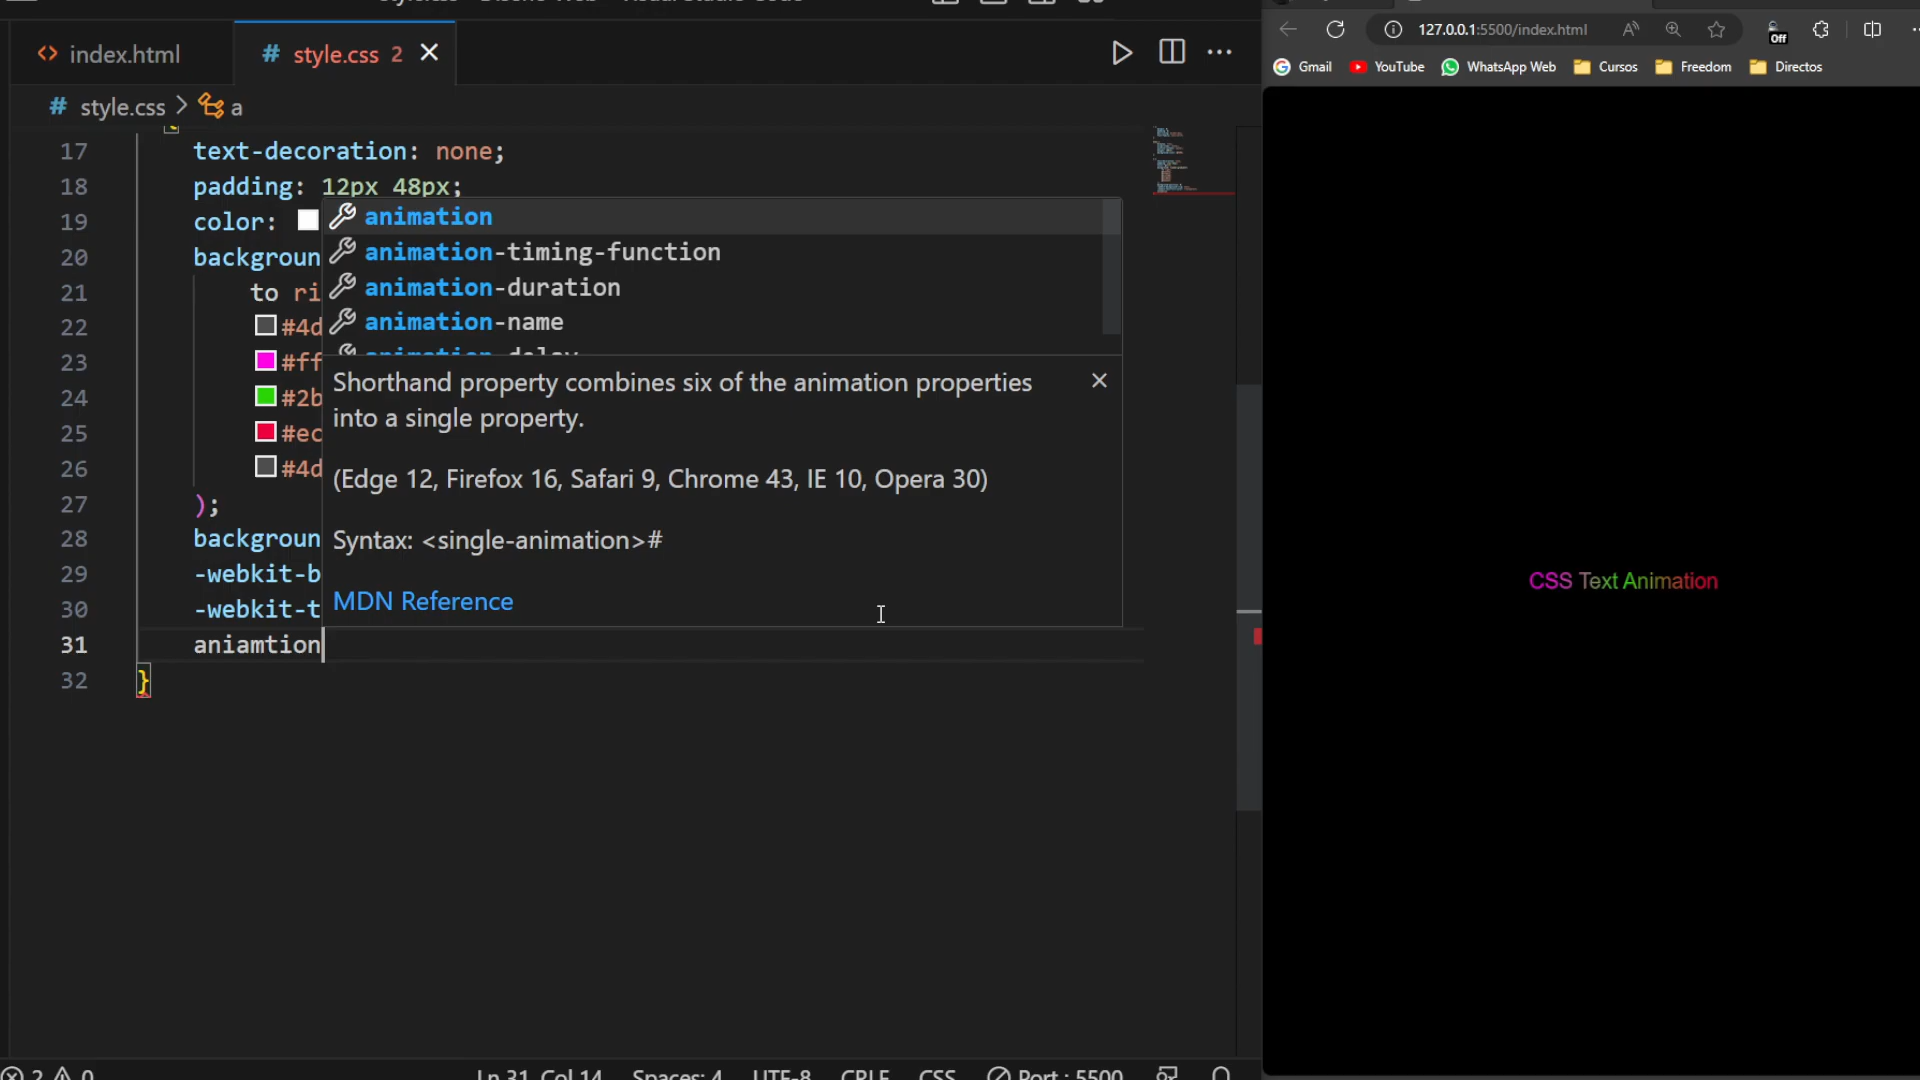 index.html
style.css 2
style.css > a
17 text-decoration: none;
18 padding: 12px 48px;
19 color:
20 backgroun
21 to ri
22 #4d
23 #ff
24 #2b
25 #ec
26 #4d
27 );
28 backgroun
29 -webkit-b
30 -webkit-t
31 aniamtion
32 }
animation
animation-timing-function
animation-duration
animation-name
animation-delay
Shorthand property combines six of the animation properties
into a single property.
(Edge 12, Firefox 16, Safari 9, Chrome 43, IE 10, Opera 30)
Syntax: <single-animation>#
MDN Reference
2 0 Ln 31, Col 14 Spaces: 4 UTF-8 CRLF CSS Port : 5500
127.0.0.1:5500/index.html
Off
Gmail YouTube WhatsApp Web Cursos Freedom Directos
CSS Text Animation